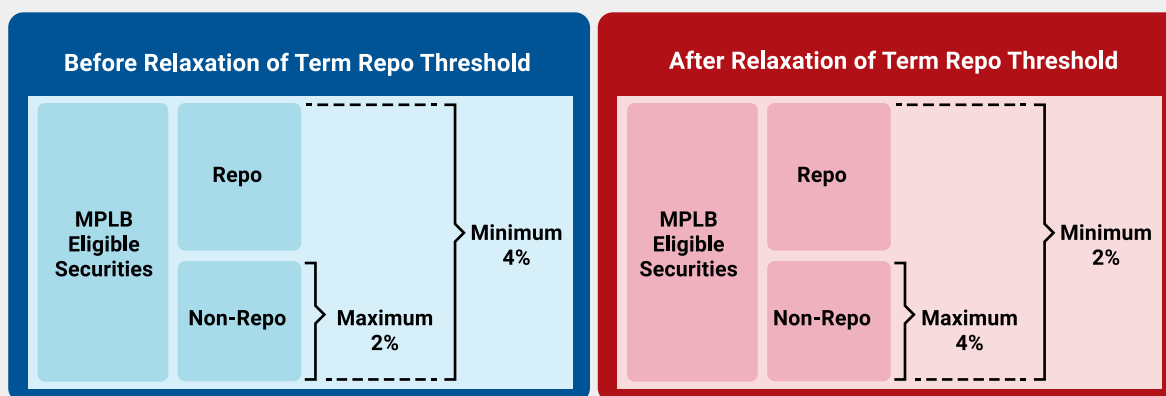 Before Relaxation of Term Repo Threshold
MPLB
Eligible
Securities
Repo
Non-Repo
Maximum
2%
Minimum
4%
After Relaxation of Term Repo Threshold
MPLB
Eligible
Securities
Repo
Non-Repo
Maximum
4%
Minimum
2%